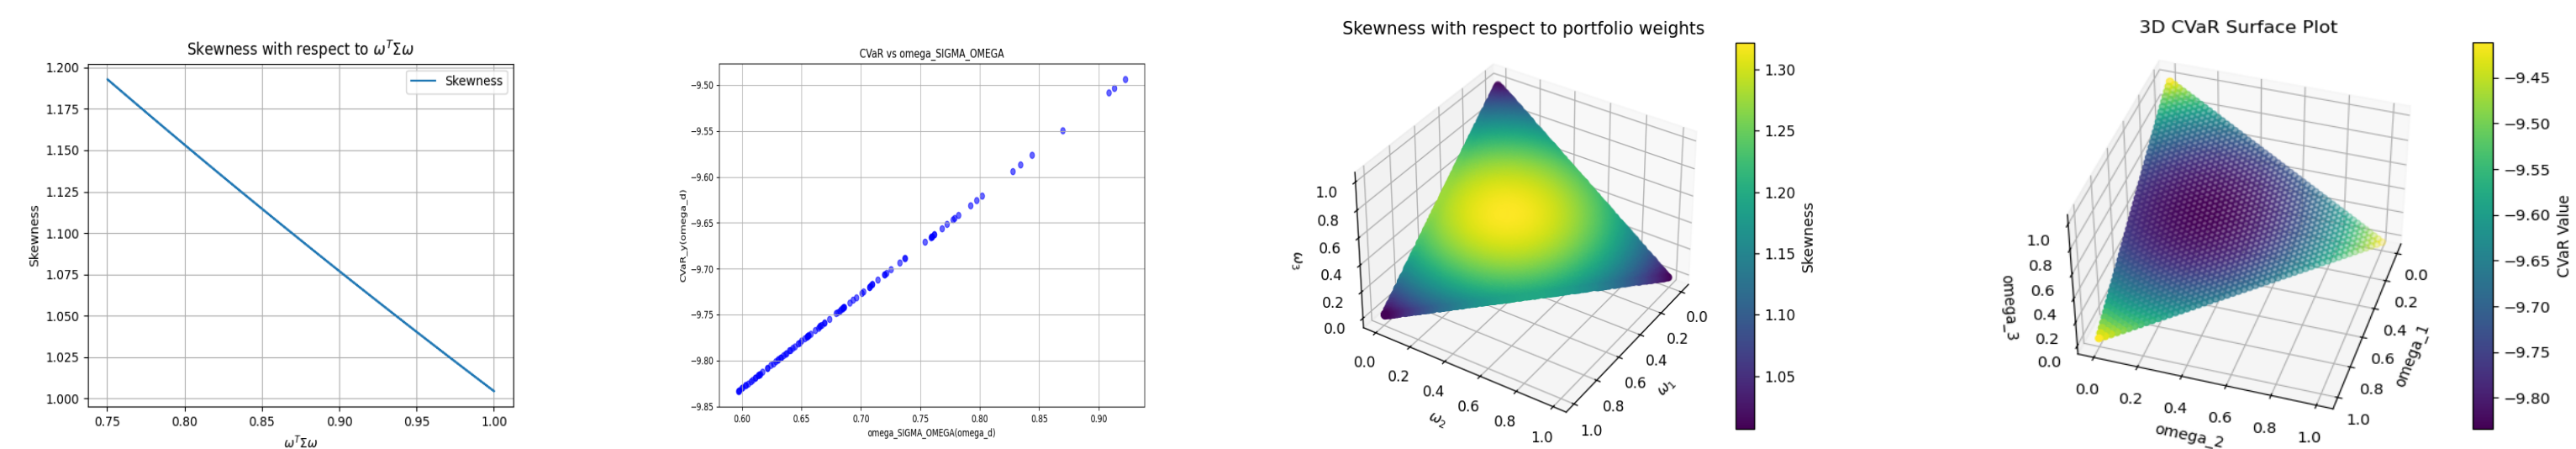 Skewness with respect to ω^TΣω
1.200
1.175
1.150
1.125
1.100
1.075
1.050
1.025
1.000
Skewness
Skewness
0.75 0.80 0.85 0.90 0.95 1.00
ω^TΣω
CVaR vs omega_SIGMA_OMEGA
−9.50
−9.55
−9.60
−9.65
−9.70
−9.75
−9.80
−9.85
CVaR_y(omega_d)
0.60 0.65 0.70 0.75 0.80 0.85 0.90
omega_SIGMA_OMEGA(omega_d)
Skewness with respect to portfolio weights
1.0
0.8
0.6
0.4
0.2
0.0
ω3
0.0 0.2 0.4 0.6 0.8 1.0
ω2
0.0 0.2 0.4 0.6 0.8 1.0
ω1
1.30
1.25
1.20
1.15
1.10
1.05
Skewness
3D CVaR Surface Plot
1.0
0.8
0.6
0.4
0.2
0.0
omega_3
0.0 0.2 0.4 0.6 0.8 1.0
omega_2
0.0 0.2 0.4 0.6 0.8 1.0
omega_1
−9.45
−9.50
−9.55
−9.60
−9.65
−9.70
−9.75
−9.80
CVaR Value